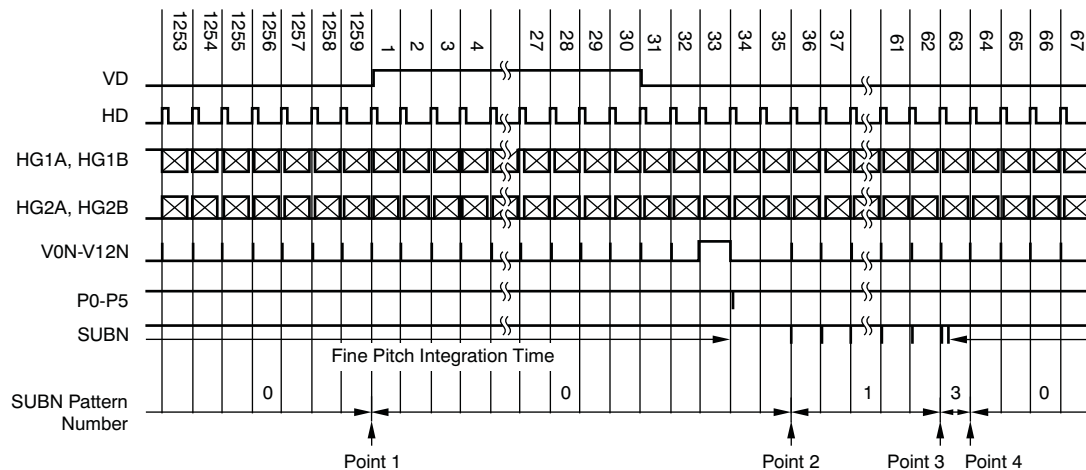 1253 1254 1255 1256 1257 1258 1259 1 2 3 4 27 28 29 30 31 32 33 34 35 36 37 61 62 63 64 65 66 67
VD
HD
HG1A, HG1B
HG2A, HG2B
V0N-V12N
P0-P5
SUBN
Fine Pitch Integration Time
SUBN Pattern
Number
0 0 1 3 0
Point 1 Point 2 Point 3 Point 4